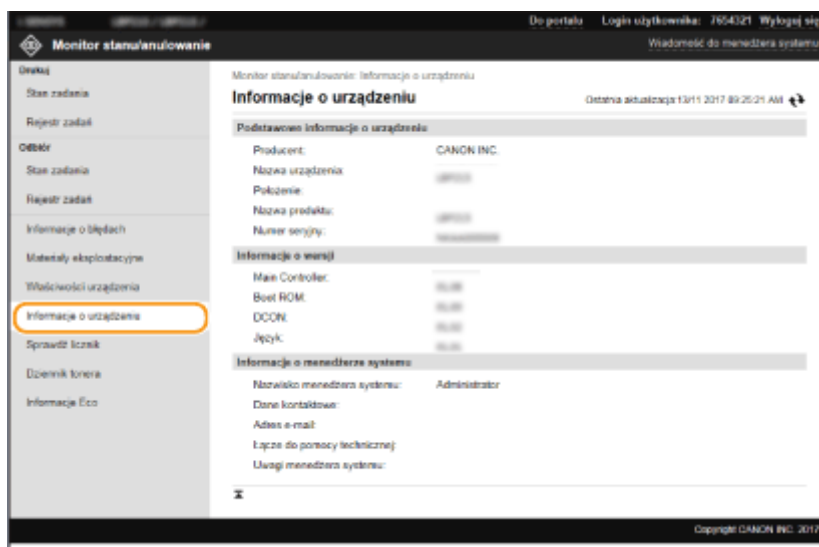 Do portalu Login użytkownika: 7654321 Wyloguj się
Monitor stanu/anulowanie Wiadomość do menedżera systemu
Drukuj
Stan zadania
Rejestr zadań
Odbiór
Stan zadania
Rejestr zadań
Informacje o błędach
Materiały eksploatacyjne
Właściwości urządzenia
Informacje o urządzeniu
Sprawdź licznik
Dziennik tonera
Informacje Eco
Monitor stanu/anulowanie: Informacje o urządzeniu
Informacje o urządzeniu Ostatnia aktualizacja:13/11 2017 09:25:21 AM
Podstawowe informacje o urządzeniu
Producent: CANON INC.
Nazwa urządzenia:
Położenie:
Nazwa produktu:
Numer seryjny:
Informacje o wersji
Main Controller:
Boot ROM:
DCON:
Język:
Informacje o menedżerze systemu
Nazwisko menedżera systemu: Administrator
Dane kontaktowe:
Adres e-mail:
Łącze do pomocy technicznej:
Uwagi menedżera systemu:
Copyright CANON INC. 2017